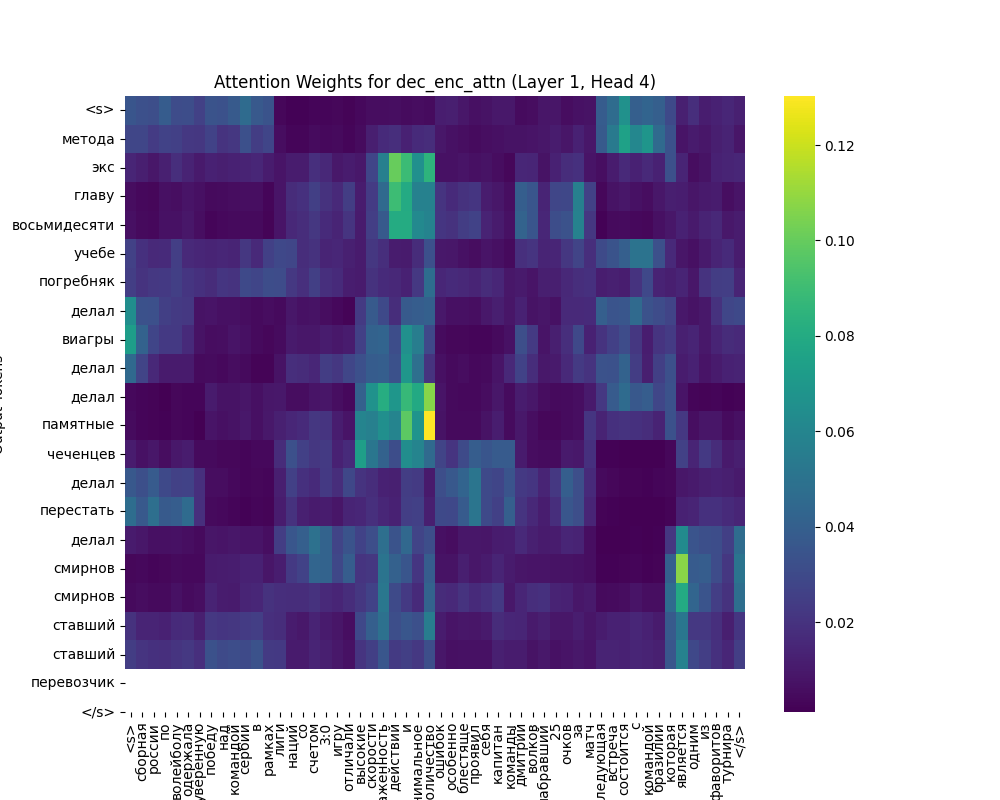 Attention Weights for dec_enc_attn (Layer 1, Head 4)
<s>
метода
экс
главу
восьмидесяти
учебе
погребняк
делал
виагры
делал
делал
памятные
чеченцев
делал
перестать
делал
смирнов
смирнов
ставший
ставший
перевозчик
</s>
0.12
0.10
0.08
0.06
0.04
0.02
<s>
сборная
россии
по
волейболу
одержала
уверенную
победу
над
командой
сербии
в
рамках
лиги
наций
со
счетом
3:0
игру
отличали
высокие
скорости
аженность
действий
и
нимальное
оличество
ошибок
особенно
блестяще
проявил
себя
капитан
команды
дмитрий
волков
набравший
25
очков
за
матч
ледующая
встреча
состоится
с
командой
бразилии
которая
является
одним
из
фаворитов
турнира
</s>